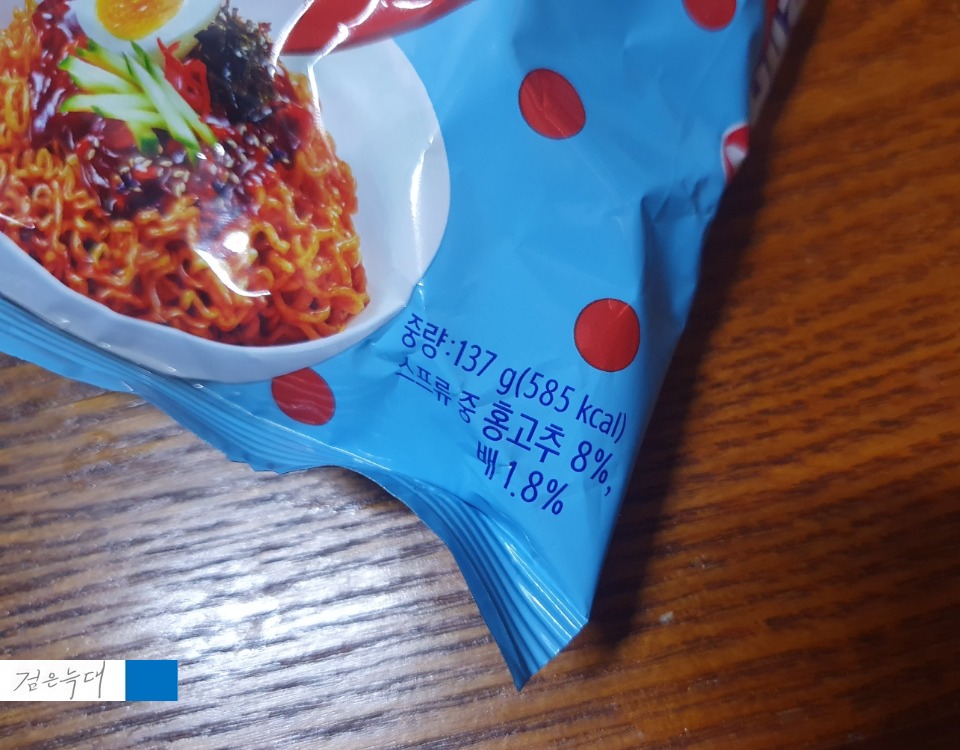 중량:137 g(585 kcal)
스프류 중 홍고추 8%,
배 1.8%
검은늑대